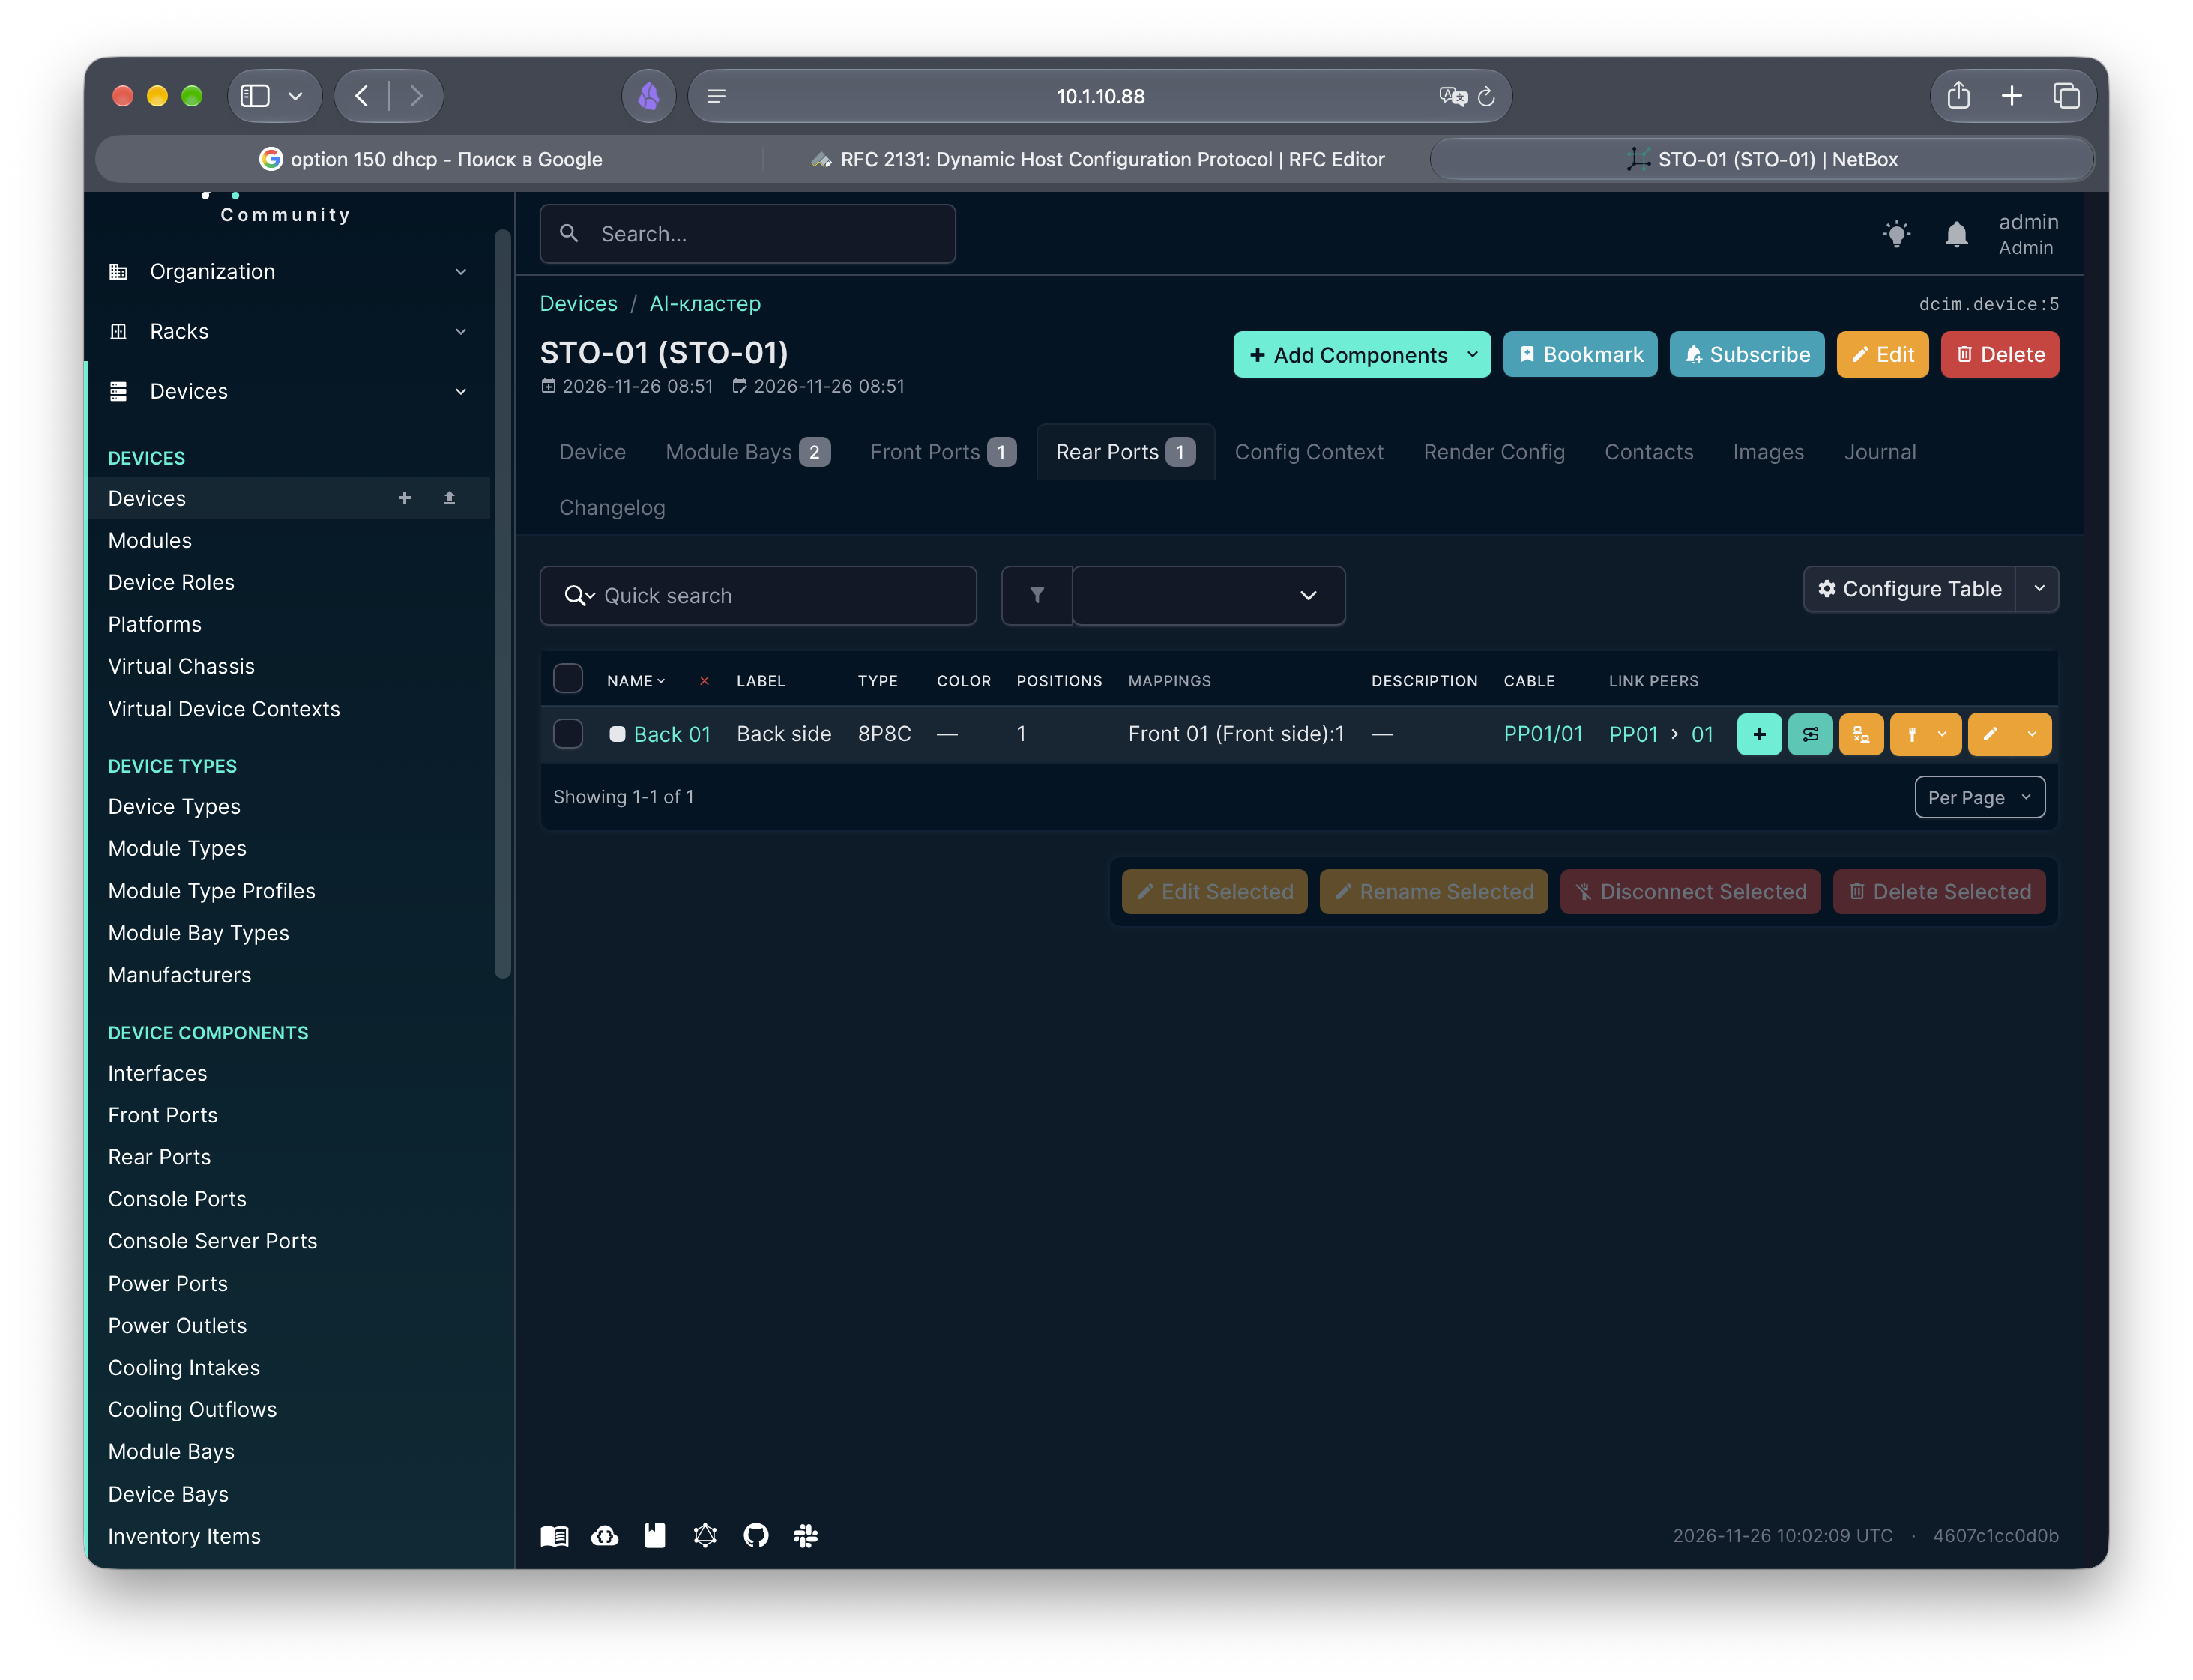 10.1.10.88
option 150 dhcp - Поиск в Google
RFC 2131: Dynamic Host Configuration Protocol | RFC Editor
STO-01 (STO-01) | NetBox
Community
Organization
Racks
Devices
DEVICES
Devices
Modules
Device Roles
Platforms
Virtual Chassis
Virtual Device Contexts
DEVICE TYPES
Device Types
Module Types
Module Type Profiles
Module Bay Types
Manufacturers
DEVICE COMPONENTS
Interfaces
Front Ports
Rear Ports
Console Ports
Console Server Ports
Power Ports
Power Outlets
Cooling Intakes
Cooling Outflows
Module Bays
Device Bays
Inventory Items
Search...
admin
Admin
Devices / AI-кластер
dcim.device:5
STO-01 (STO-01)
2026-11-26 08:51 2026-11-26 08:51
Add Components Bookmark Subscribe Edit Delete
Device Module Bays 2 Front Ports 1 Rear Ports 1 Config Context Render Config Contacts Images Journal
Changelog
Quick search
Configure Table
NAME LABEL TYPE COLOR POSITIONS MAPPINGS DESCRIPTION CABLE LINK PEERS
Back 01 Back side 8P8C — 1 Front 01 (Front side):1 — PP01/01 PP01 > 01
Showing 1-1 of 1
Per Page
Edit Selected Rename Selected Disconnect Selected Delete Selected
2026-11-26 10:02:09 UTC · 4607c1cc0d0b